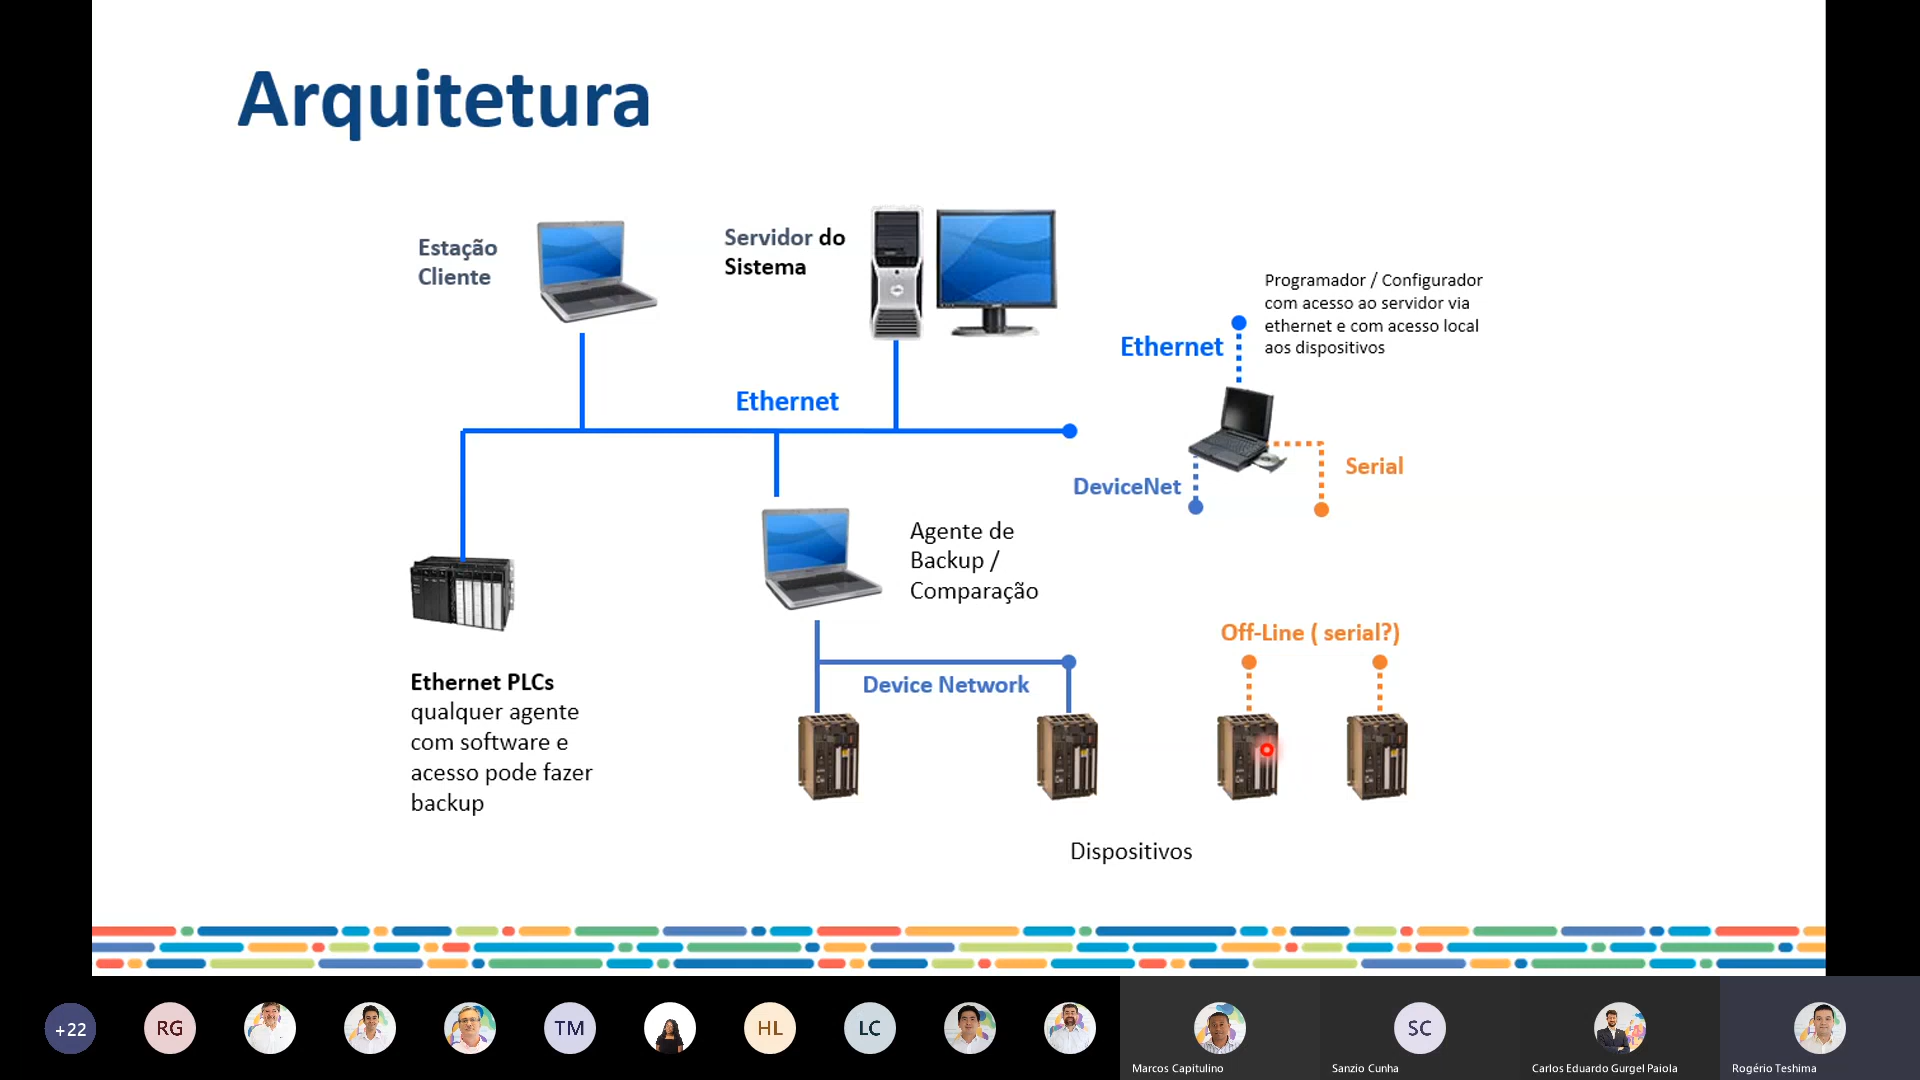 Arquitetura
Estação
Cliente
Servidor do
Sistema
Programador / Configurador
com acesso ao servidor via
ethernet e com acesso local
aos dispositivos
Ethernet
Ethernet
DeviceNet
Serial
Agente de
Backup /
Comparação
Off-Line ( serial?)
Ethernet PLCs
qualquer agente
com software e
acesso pode fazer
backup
Device Network
Dispositivos
+22
RG
TM
HL
LC
SC
Marcos Capitulino
Sanzio Cunha
Carlos Eduardo Gurgel Paiola
Rogério Teshima